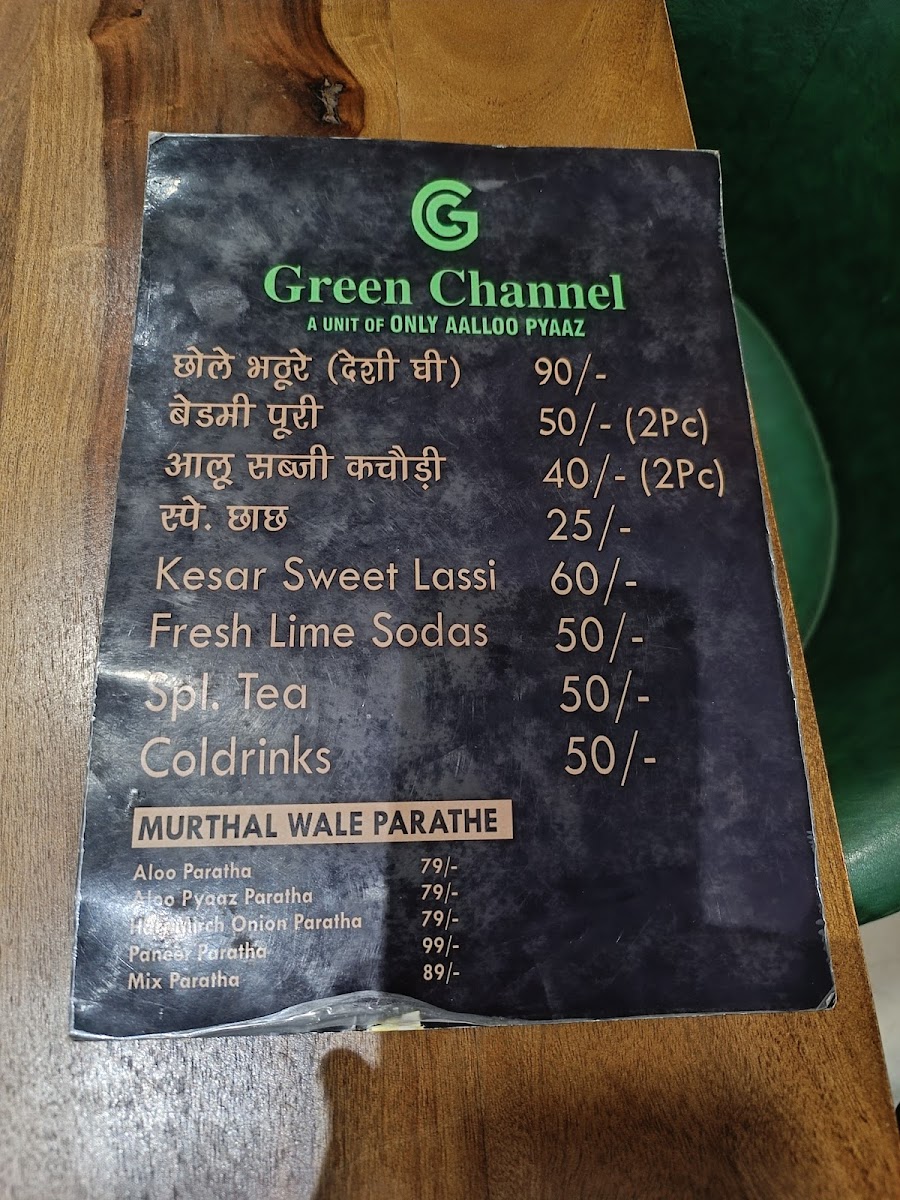 G
Green Channel
A UNIT OF ONLY AALLOO PYAAZ
छोले भठूरे (देशी घी) 90/-
बेडमी पूरी 50/- (2Pc)
आलू सब्जी कचौड़ी 40/- (2Pc)
स्पे. छाछ 25/-
Kesar Sweet Lassi 60/-
Fresh Lime Sodas 50/-
Spl. Tea 50/-
Coldrinks 50/-
MURTHAL WALE PARATHE
Aloo Paratha 79/-
Aloo Pyaaz Paratha 79/-
Mirch Onion Paratha 79/-
Paneer Paratha 99/-
Mix Paratha 89/-